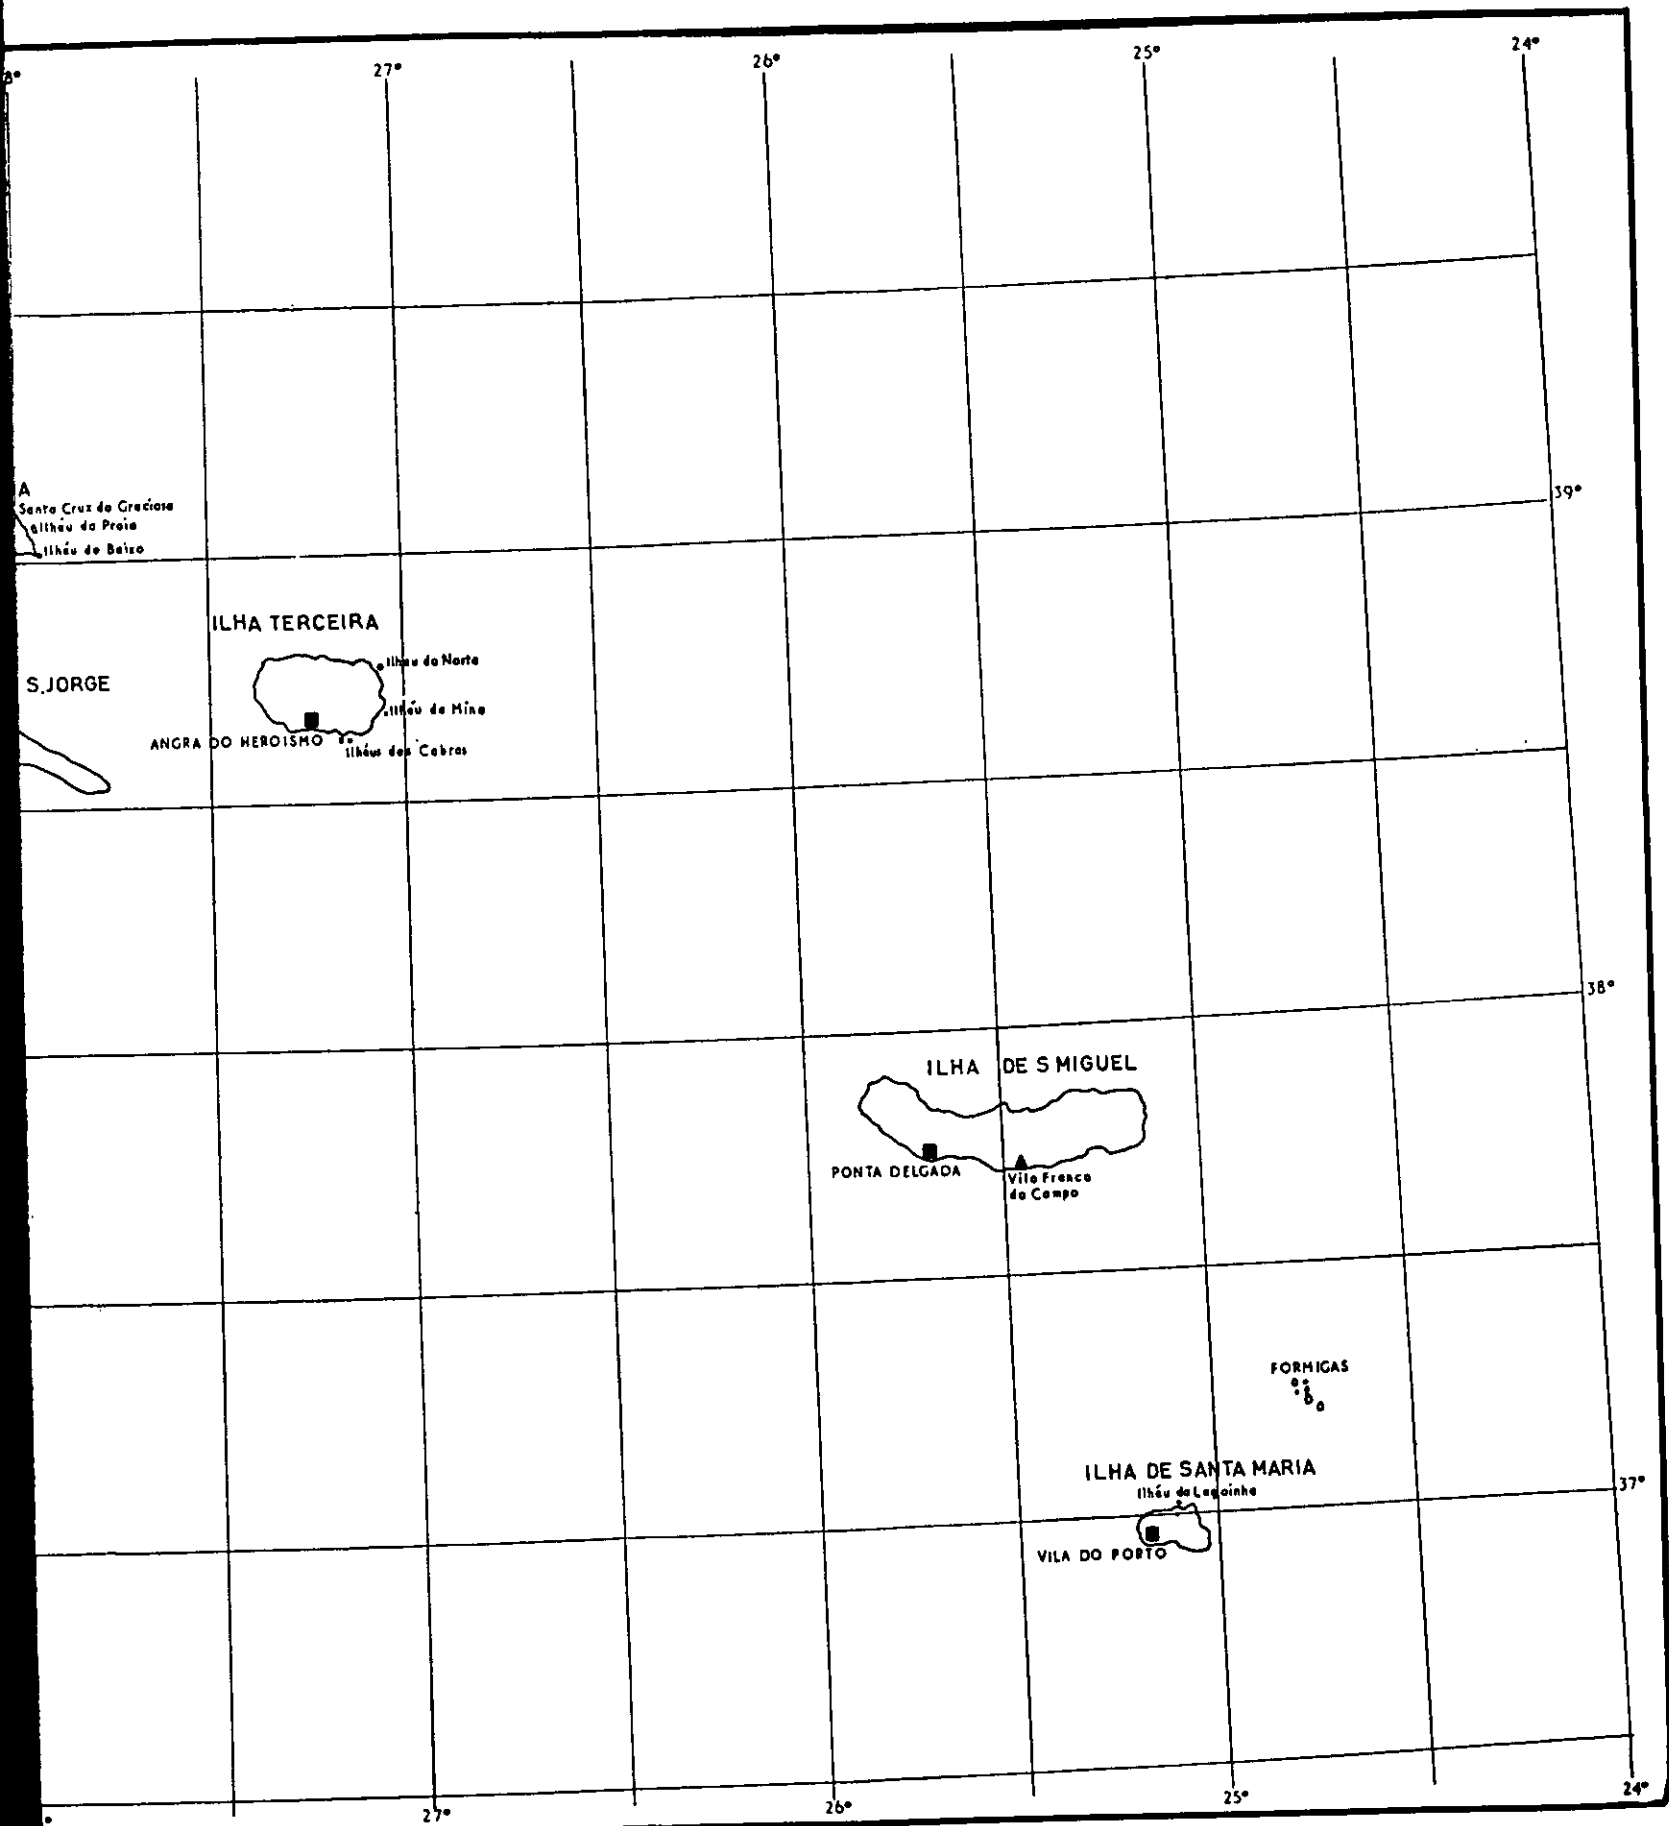 8° 27° 26° 25° 24°
39°
A
Santa Cruz da Graciosa
Ilhéu da Praia
Ilhéu de Baixo
ILHA TERCEIRA
Ilheu do Norte
S. JORGE
Ilhéu da Mina
ANGRA DO HEROISMO
Ilhéus das Cabras
38°
ILHA DE S MIGUEL
PONTA DELGADA
Vila Franca
do Campo
FORMIGAS
ILHA DE SANTA MARIA
37°
Ilhéu da Lagoinha
VILA DO PORTO
27° 26° 25° 24°